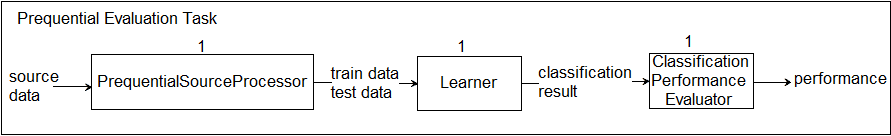 Prequential Evaluation Task
1
1
1
source
data
PrequentialSourceProcessor
train data
test data
Learner
classification
result
Classification
Performance
Evaluator
performance